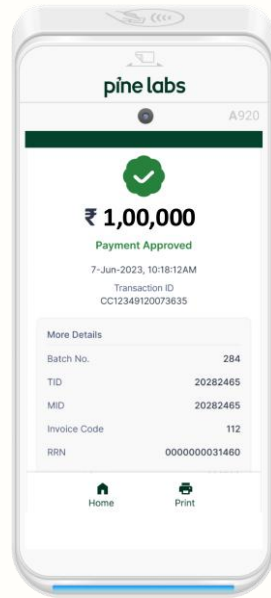 pine labs
A920
₹ 1,00,000
Payment Approved
7-Jun-2023, 10:18:12AM
Transaction ID
CC12349120073635
More Details
Batch No. 284
TID 20282465
MID 20282465
Invoice Code 112
RRN 0000000031460
Home Print